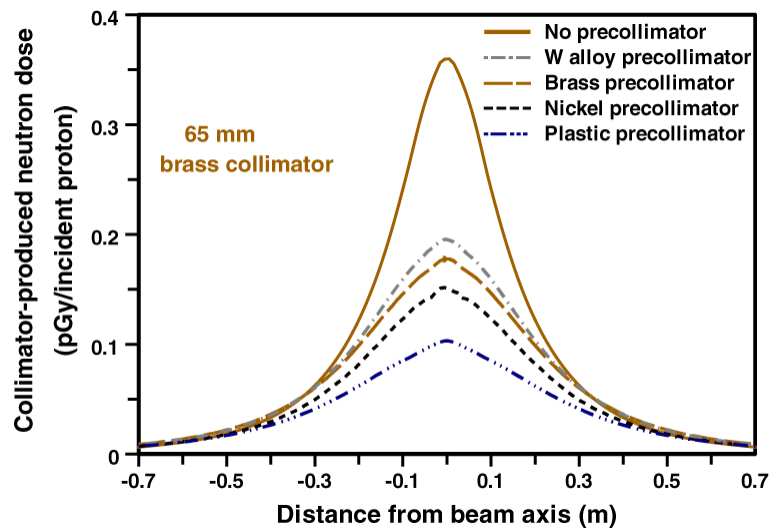 Collimator-produced neutron dose
(pGy/incident proton)
0.4
0.3
0.2
0.1
0
No precollimator
W alloy precollimator
Brass precollimator
Nickel precollimator
Plastic precollimator
65 mm
brass collimator
-0.7 -0.5 -0.3 -0.1 0.1 0.3 0.5 0.7
Distance from beam axis (m)